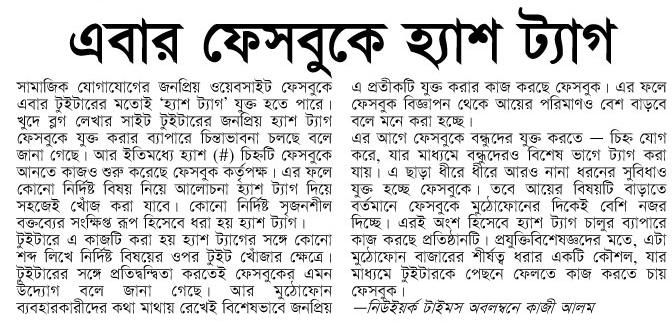 এবার ফেসবুকে হ্যাশ ট্যাগ
সামাজিক যোগাযোগের জনপ্রিয় ওয়েবসাইট ফেসবুকে
এবার টুইটারের মতোই ‘হ্যাশ ট্যাগ’ যুক্ত হতে পারে।
খুদে ব্লগ লেখার সাইট টুইটারের জনপ্রিয় হ্যাশ ট্যাগ
ফেসবুকে যুক্ত করার ব্যাপারে চিন্তাভাবনা চলছে বলে
জানা গেছে। আর ইতিমধ্যে হ্যাশ (#) চিহ্নটি ফেসবুকে
আনতে কাজও শুরু করেছে ফেসবুক কর্তৃপক্ষ। এর ফলে
কোনো নির্দিষ্ট বিষয় নিয়ে আলোচনা হ্যাশ ট্যাগ দিয়ে
সহজেই খোঁজ করা যাবে। কোনো নির্দিষ্ট সৃজনশীল
বক্তব্যের সংক্ষিপ্ত রূপ হিসেবে ধরা হয় হ্যাশ ট্যাগ।
টুইটারে এ কাজটি করা হয় হ্যাশ ট্যাগের সঙ্গে কোনো
শব্দ লিখে নির্দিষ্ট বিষয়ের ওপর টুইট খোঁজার ক্ষেত্রে।
টুইটারের সঙ্গে প্রতিদ্বন্দ্বিতা করতেই ফেসবুকের এমন
উদ্যোগ বলে জানা গেছে। আর মুঠোফোন
ব্যবহারকারীদের কথা মাথায় রেখেই বিশেষভাবে জনপ্রিয়
এ প্রতীকটি যুক্ত করার কাজ করছে ফেসবুক। এর ফলে
ফেসবুক বিজ্ঞাপন থেকে আয়ের পরিমাণও বেশ বাড়বে
বলে মনে করা হচ্ছে।
এর আগে ফেসবুকে বন্ধুদের যুক্ত করতে — চিহ্ন যোগ
করে, যার মাধ্যমে বন্ধুদেরও বিশেষ ভাগে ট্যাগ করা
যায়। এ ছাড়া ধীরে ধীরে আরও নানা ধরনের সুবিধাও
যুক্ত হচ্ছে ফেসবুকে। তবে আয়ের বিষয়টি বাড়াতে
বর্তমানে ফেসবুকে মুঠোফোনের দিকেই বেশি নজর
দিচ্ছে। এরই অংশ হিসেবে হ্যাশ ট্যাগ চালুর ব্যাপারে
কাজ করছে প্রতিষ্ঠানটি। প্রযুক্তিবিশেষজ্ঞদের মতে, এটা
মুঠোফোন বাজারের শীর্ষত্ব ধরার একটি কৌশল, যার
মাধ্যমে টুইটারকে পেছনে ফেলতে কাজ করতে চায়
ফেসবুক।
—নিউইয়র্ক টাইমস অবলম্বনে কাজী আলম